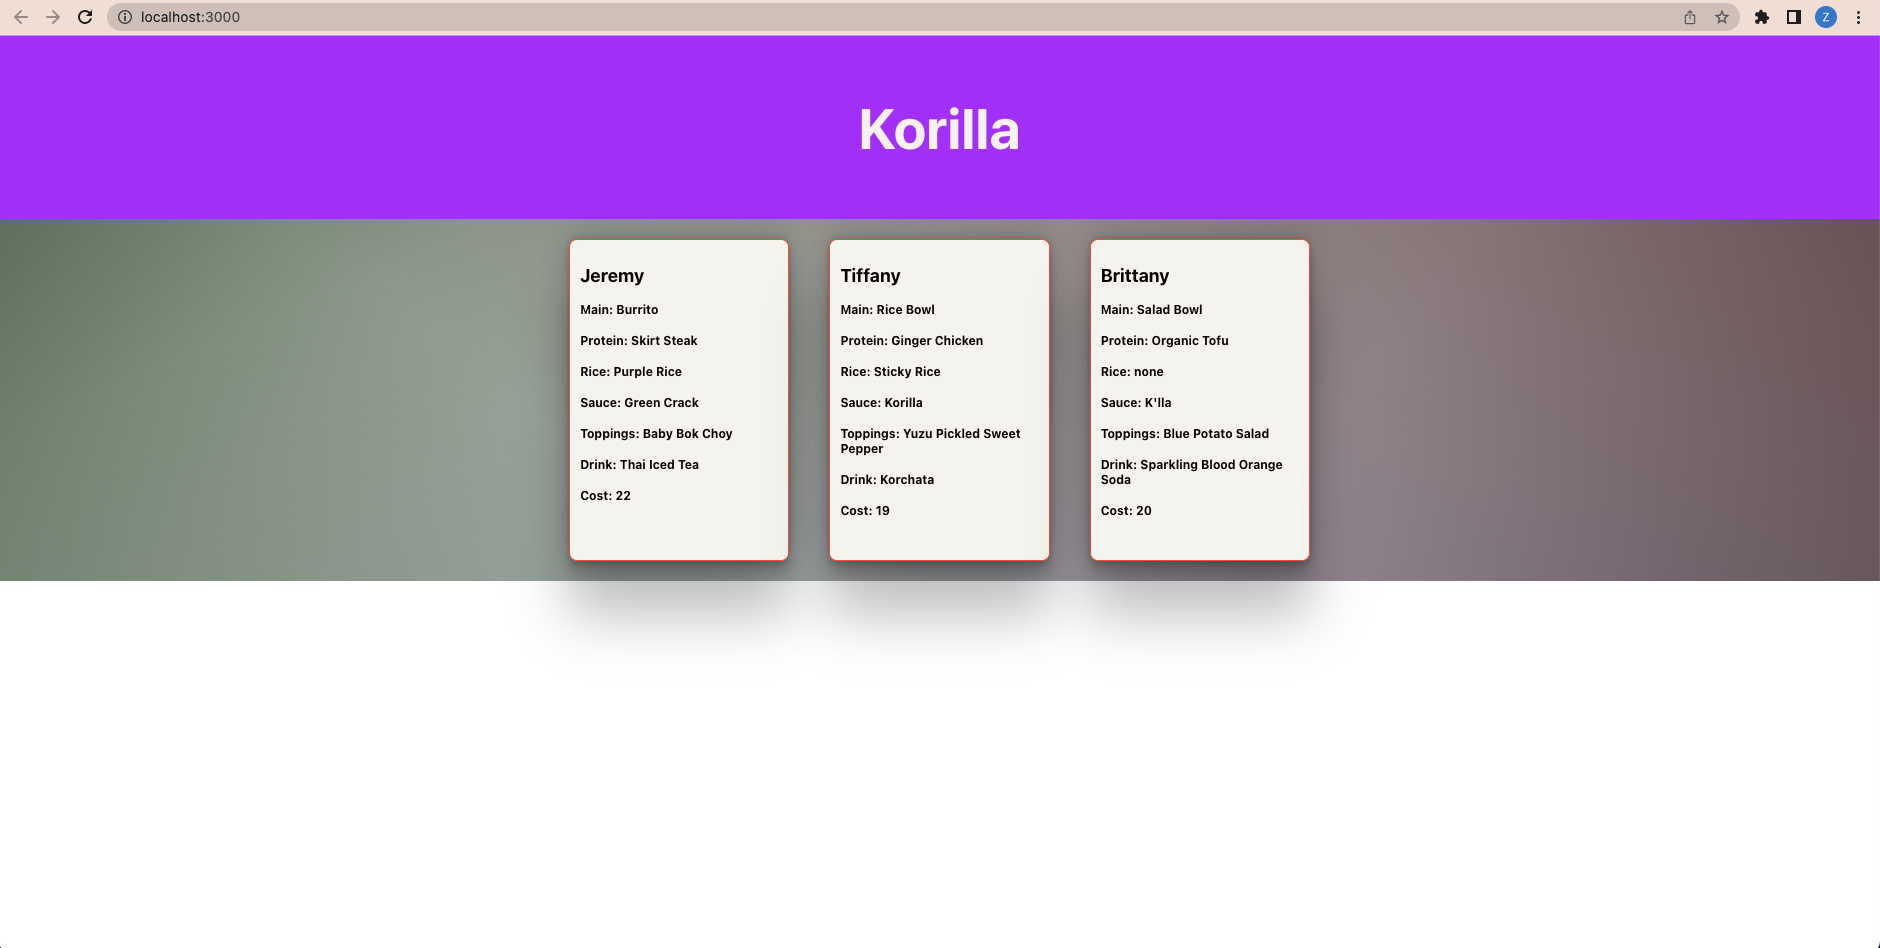 localhost:3000
Z
Korilla
Jeremy
Main: Burrito
Protein: Skirt Steak
Rice: Purple Rice
Sauce: Green Crack
Toppings: Baby Bok Choy
Drink: Thai Iced Tea
Cost: 22
Tiffany
Main: Rice Bowl
Protein: Ginger Chicken
Rice: Sticky Rice
Sauce: Korilla
Toppings: Yuzu Pickled Sweet
Pepper
Drink: Korchata
Cost: 19
Brittany
Main: Salad Bowl
Protein: Organic Tofu
Rice: none
Sauce: K'lla
Toppings: Blue Potato Salad
Drink: Sparkling Blood Orange
Soda
Cost: 20